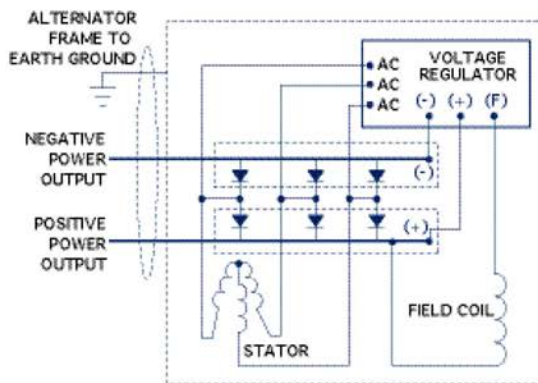 ALTERNATOR
FRAME TO
EARTH GROUND
NEGATIVE
POWER
OUTPUT
POSITIVE
POWER
OUTPUT
AC
AC
AC
VOLTAGE
REGULATOR
(-) (+) (F)
(-)
(+)
STATOR
FIELD COIL